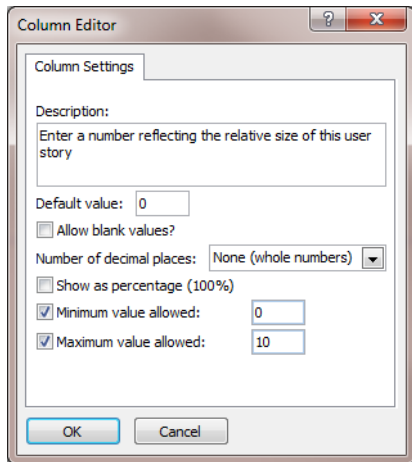 Column Editor
Column Settings
Description:
Enter a number reflecting the relative size of this user
story
Default value: 0
Allow blank values?
Number of decimal places: None (whole numbers)
Show as percentage (100%)
Minimum value allowed: 0
Maximum value allowed: 10
OK Cancel